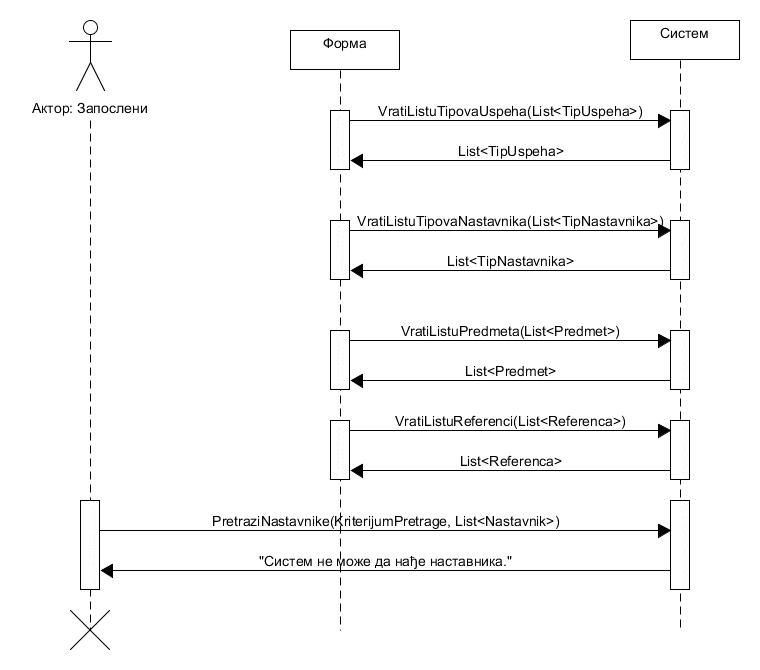 Форма
Систем
Актор: Запослени
VratiListuTipovaUspeha(List<TipUspeha>)
List<TipUspeha>
VratiListuTipovaNastavnika(List<TipNastavnika>)
List<TipNastavnika>
VratiListuPredmeta(List<Predmet>)
List<Predmet>
VratiListuReferenci(List<Referenca>)
List<Referenca>
PretraziNastavnike(KriterijumPretrage, List<Nastavnik>)
"Систем не може да нађе наставника."